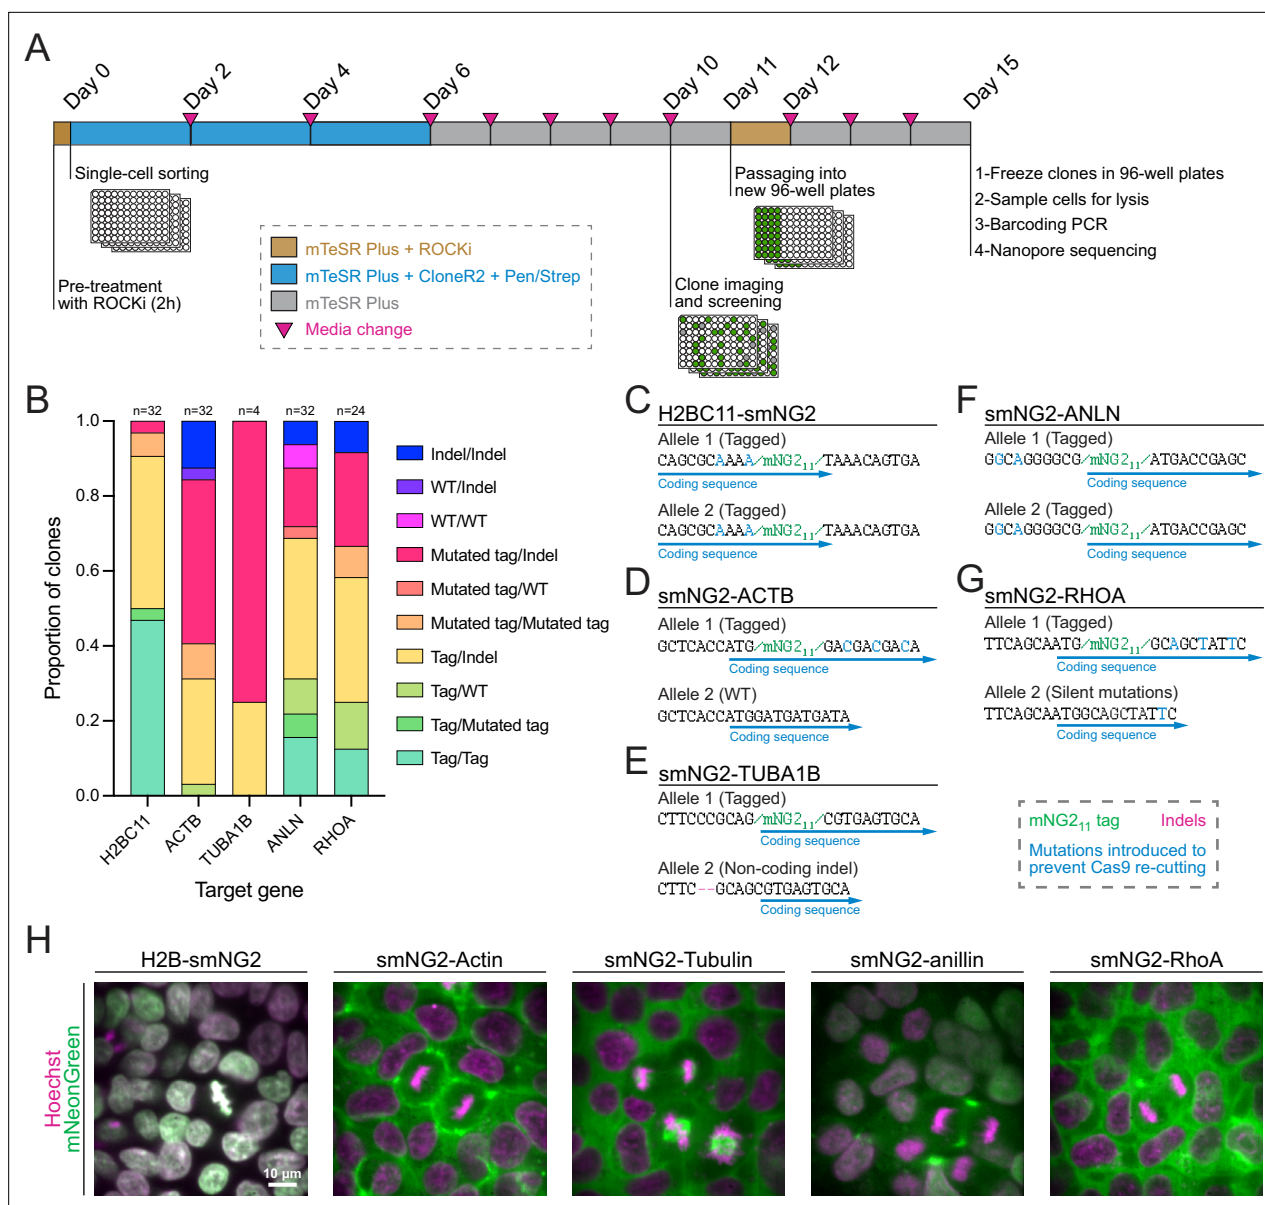 A
Day 0
Day 2
Day 4
Day 6
Day 10
Day 11
Day 12
Day 15
Single-cell sorting
Pre-treatment
with ROCKi (2h)
mTeSR Plus + ROCKi
mTeSR Plus + CloneR2 + Pen/Strep
mTeSR Plus
Media change
Passaging into
new 96-well plates
Clone imaging
and screening
1-Freeze clones in 96-well plates
2-Sample cells for lysis
3-Barcoding PCR
4-Nanopore sequencing
B
n=32 n=32 n=4 n=32 n=24
Proportion of clones
1.0
0.8
0.6
0.4
0.2
0.0
H2BC11
ACTB
TUBA1B
ANLN
RHOA
Target gene
Indel/Indel
WT/Indel
WT/WT
Mutated tag/Indel
Mutated tag/WT
Mutated tag/Mutated tag
Tag/Indel
Tag/WT
Tag/Mutated tag
Tag/Tag
C
H2BC11-smNG2
Allele 1 (Tagged)
CAGCGCAAAA/mNG2₁₁/TAAACAGTGA
Coding sequence
Allele 2 (Tagged)
CAGCGCAAAA/mNG2₁₁/TAAACAGTGA
Coding sequence
D
smNG2-ACTB
Allele 1 (Tagged)
GCTCACCATG/mNG2₁₁/GACGACGACA
Coding sequence
Allele 2 (WT)
GCTCACCATGGATGATGATA
Coding sequence
E
smNG2-TUBA1B
Allele 1 (Tagged)
CTTCCCGCAG/mNG2₁₁/CGTGAGTGCA
Coding sequence
Allele 2 (Non-coding indel)
CTTC--GCAGCGTGAGTGCA
Coding sequence
F
smNG2-ANLN
Allele 1 (Tagged)
GGCAGGGGCG/mNG2₁₁/ATGACCGAGC
Coding sequence
Allele 2 (Tagged)
GGCAGGGGCG/mNG2₁₁/ATGACCGAGC
Coding sequence
G
smNG2-RHOA
Allele 1 (Tagged)
TTCAGCAATG/mNG2₁₁/GCAGCTATTC
Coding sequence
Allele 2 (Silent mutations)
TTCAGCAATGGCAGCTATTC
Coding sequence
mNG2₁₁ tag Indels
Mutations introduced to
prevent Cas9 re-cutting
H
H2B-smNG2
smNG2-Actin
smNG2-Tubulin
smNG2-anillin
smNG2-RhoA
Hoechst
mNeonGreen
10 µm